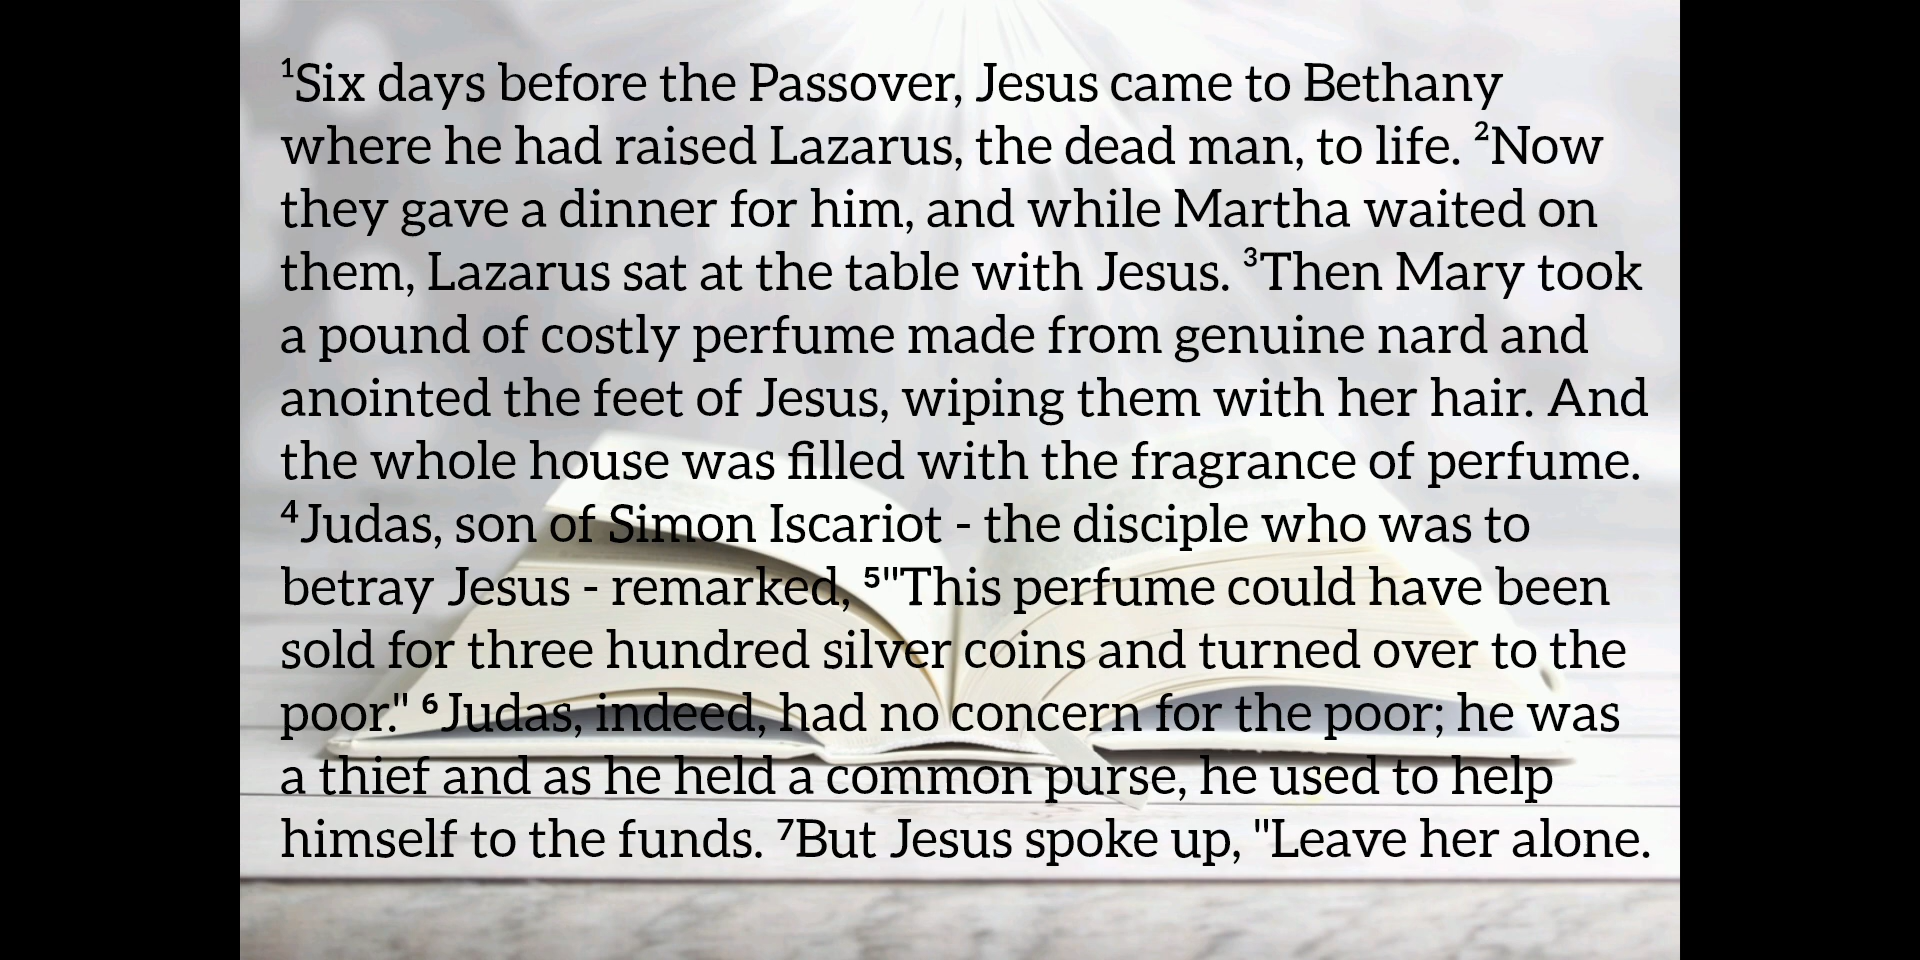 ¹Six days before the Passover, Jesus came to Bethany
where he had raised Lazarus, the dead man, to life. ²Now
they gave a dinner for him, and while Martha waited on
them, Lazarus sat at the table with Jesus. ³Then Mary took
a pound of costly perfume made from genuine nard and
anointed the feet of Jesus, wiping them with her hair. And
the whole house was filled with the fragrance of perfume.
⁴Judas, son of Simon Iscariot - the disciple who was to
betray Jesus - remarked, ⁵"This perfume could have been
sold for three hundred silver coins and turned over to the
poor." ⁶Judas, indeed, had no concern for the poor; he was
a thief and as he held a common purse, he used to help
himself to the funds. ⁷But Jesus spoke up, "Leave her alone.